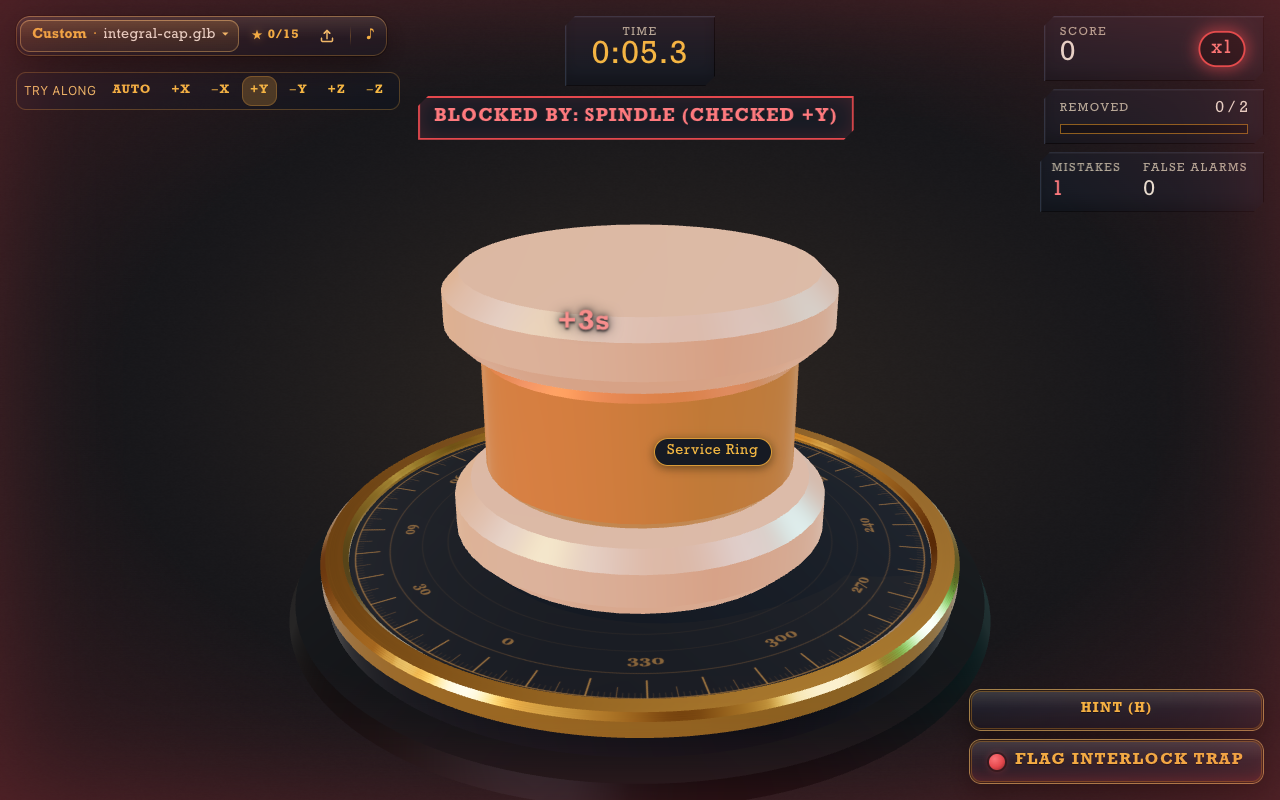 Custom · integral-cap.glb ★ 0/15 ♪
TRY ALONG AUTO +X −X +Y −Y +Z −Z
TIME
0:05.3
BLOCKED BY: SPINDLE (CHECKED +Y)
SCORE
0
x1
REMOVED 0 / 2
MISTAKES FALSE ALARMS
1 0
+3s
Service Ring
60
30
0
330
300
270
240
HINT (H)
FLAG INTERLOCK TRAP